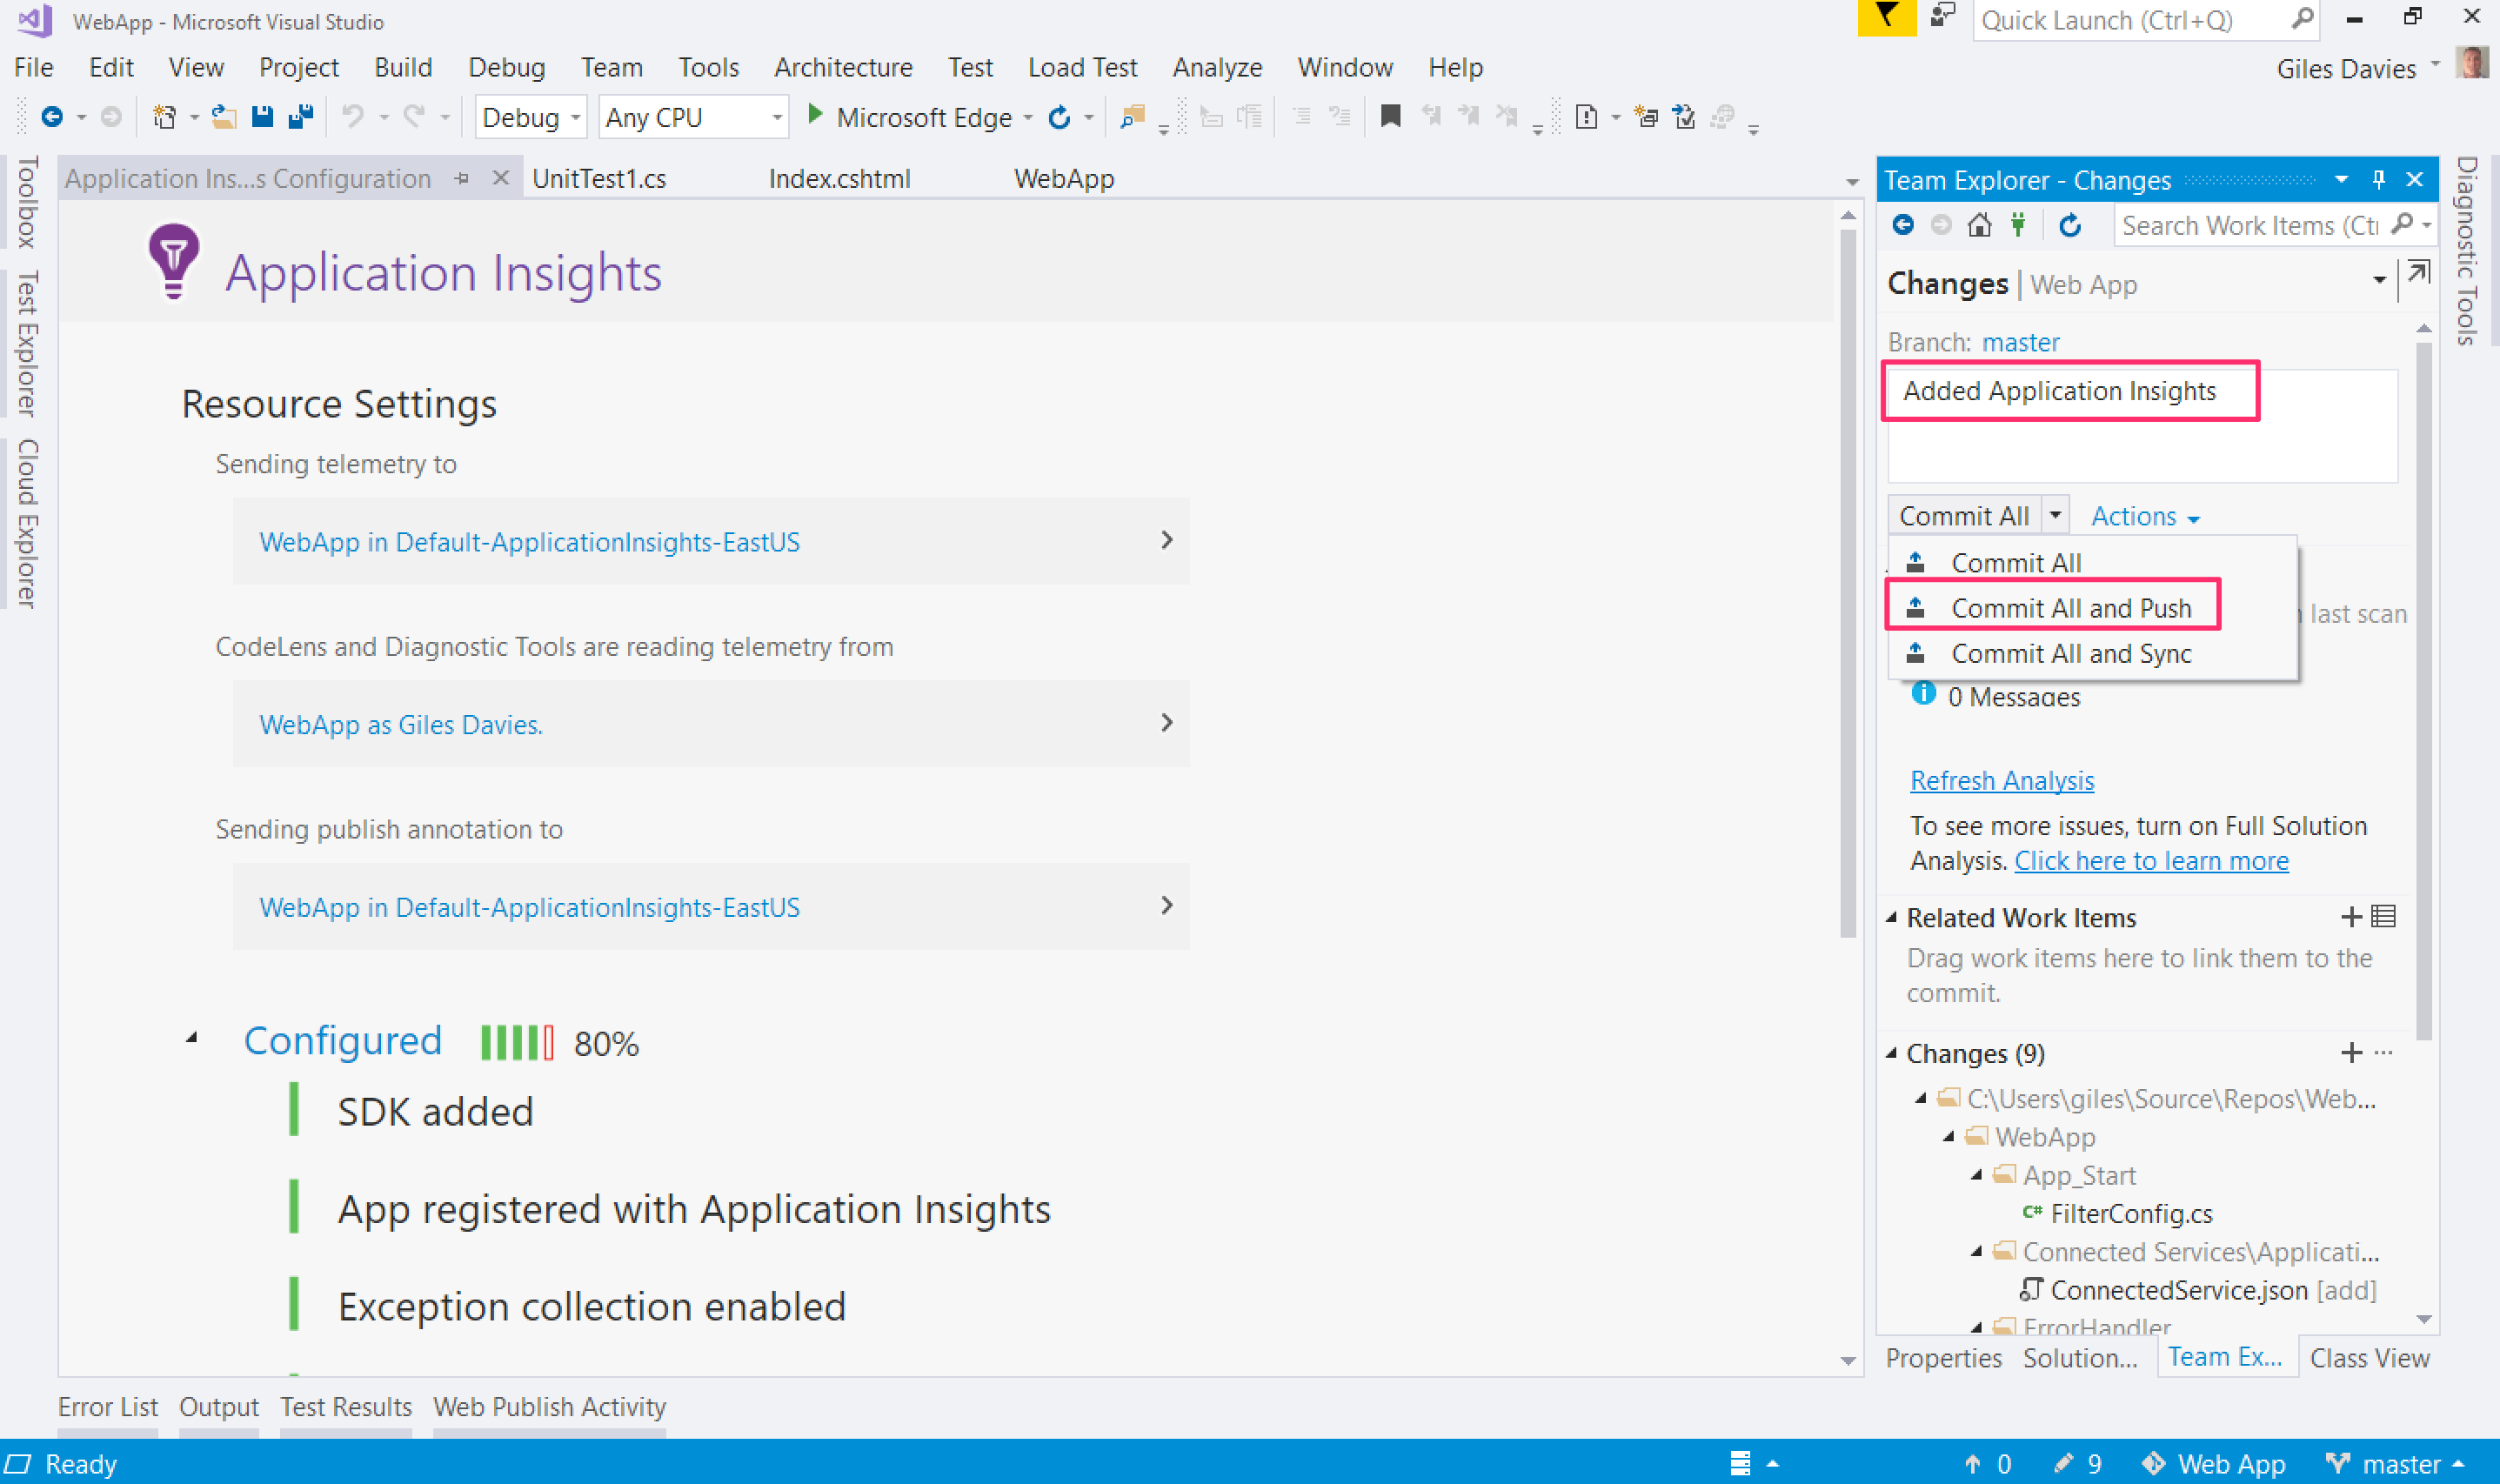 WebApp - Microsoft Visual Studio
Quick Launch (Ctrl+Q)
File Edit View Project Build Debug Team Tools Architecture Test Load Test Analyze Window Help
Giles Davies
Debug
Any CPU
Microsoft Edge
Toolbox
Test Explorer
Cloud Explorer
Application Ins...s Configuration
UnitTest1.cs
Index.cshtml
WebApp
Application Insights
Resource Settings
Sending telemetry to
WebApp in Default-ApplicationInsights-EastUS
CodeLens and Diagnostic Tools are reading telemetry from
WebApp as Giles Davies.
Sending publish annotation to
WebApp in Default-ApplicationInsights-EastUS
Configured 80%
SDK added
App registered with Application Insights
Exception collection enabled
Team Explorer - Changes
Search Work Items (Ct
Changes | Web App
Branch: master
Added Application Insights
Commit All
Actions
Commit All
Commit All and Push
last scan
Commit All and Sync
0 Messages
Refresh Analysis
To see more issues, turn on Full Solution
Analysis. Click here to learn more
Related Work Items
Drag work items here to link them to the
commit.
Changes (9)
C:\Users\giles\Source\Repos\Web...
WebApp
App_Start
C# FilterConfig.cs
Connected Services\Applicati...
ConnectedService.json [add]
ErrorHandler
Properties Solution... Team Ex... Class View
Diagnostic Tools
Error List Output Test Results Web Publish Activity
Ready
0
9
Web App
master